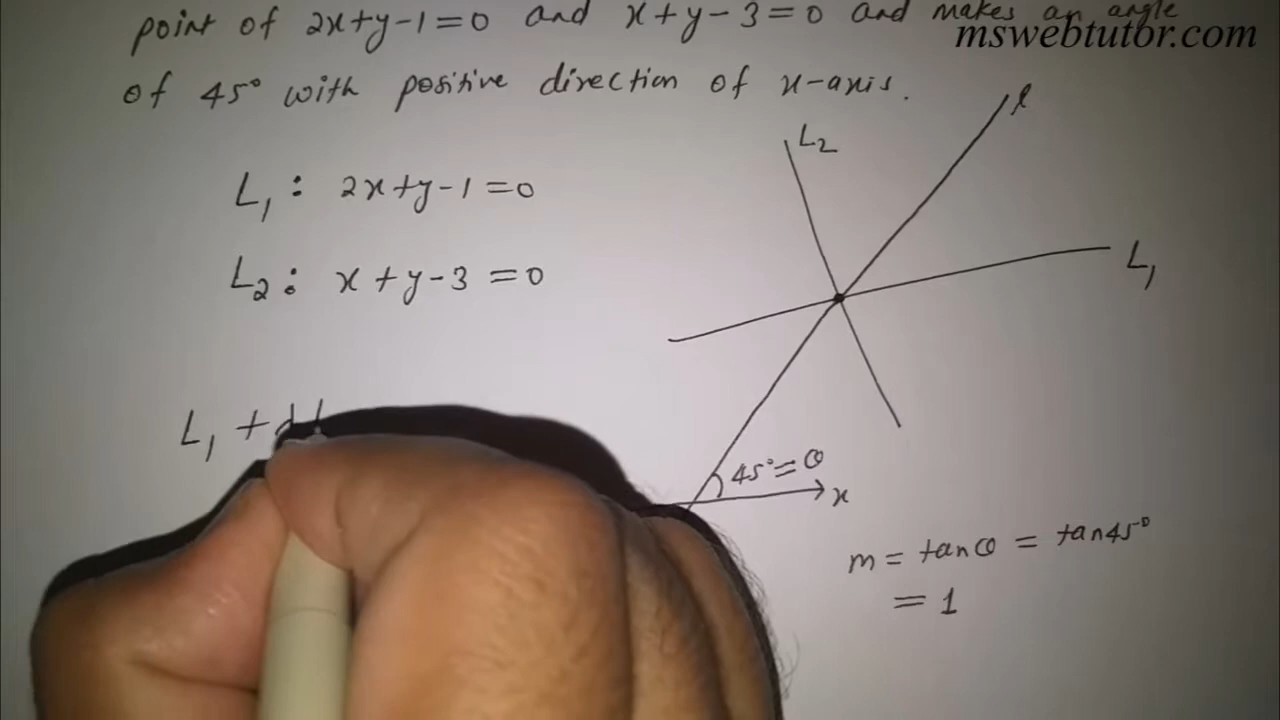 point of 2x+y-1=0 and x+y-3=0 and makes an angle
mswebtutor.com
of 45° with positive direction of x-axis.
L₁ : 2x+y-1=0
L₂ : x+y-3=0
L₂
l
L₁
45°=θ
x
L₁ +
m = tanθ = tan45°
= 1